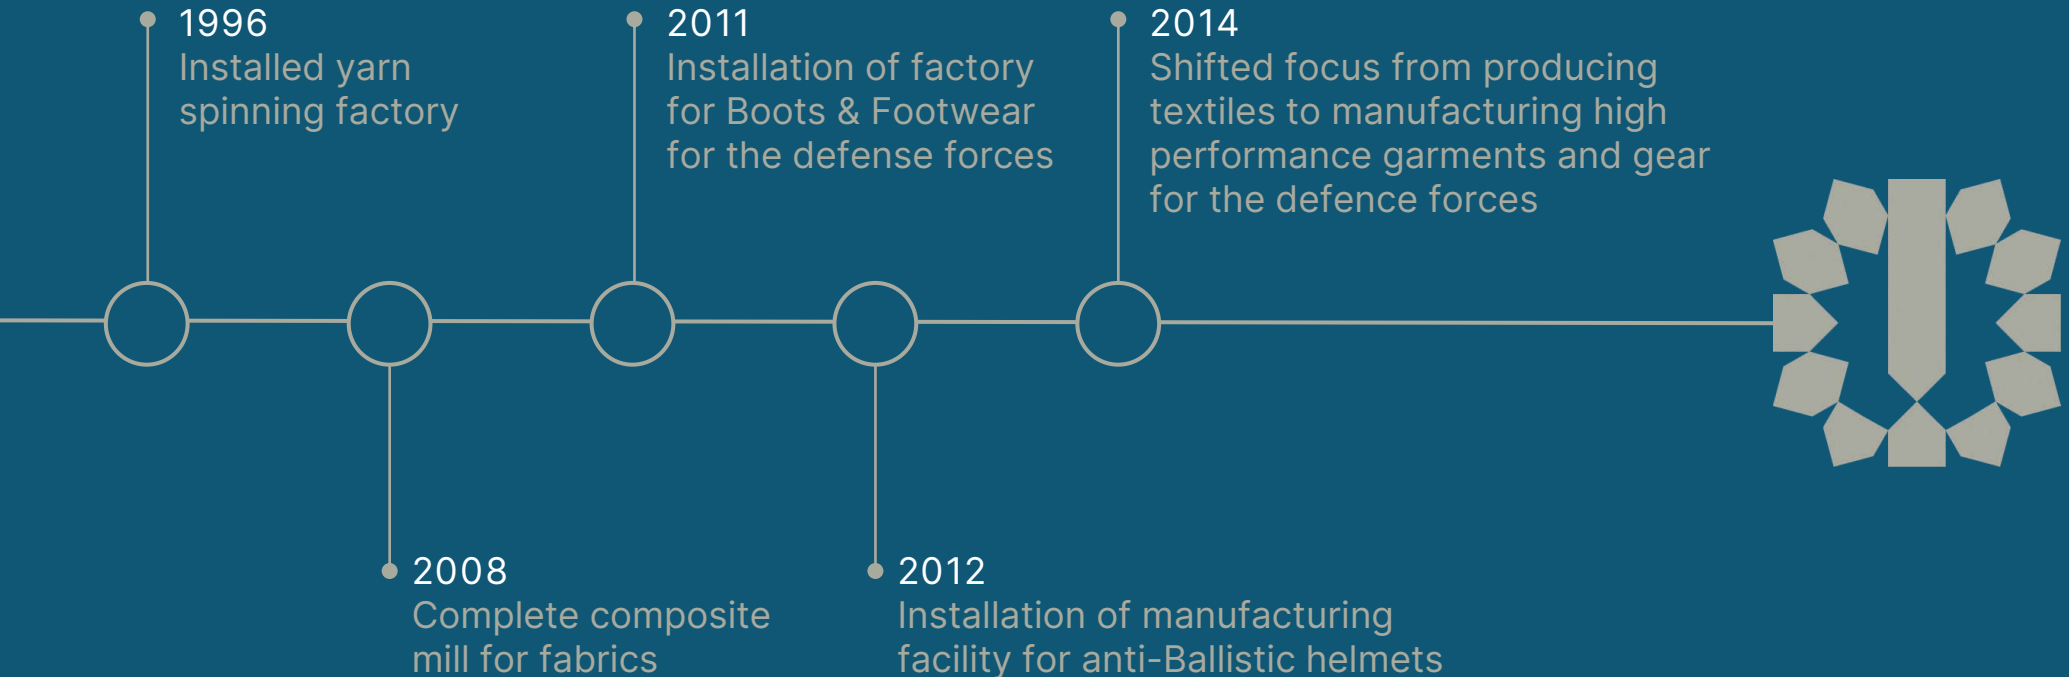 1996
Installed yarn
spinning factory
2011
Installation of factory
for Boots & Footwear
for the defense forces
2014
Shifted focus from producing
textiles to manufacturing high
performance garments and gear
for the defence forces
2008
Complete composite
mill for fabrics
2012
Installation of manufacturing
facility for anti-Ballistic helmets